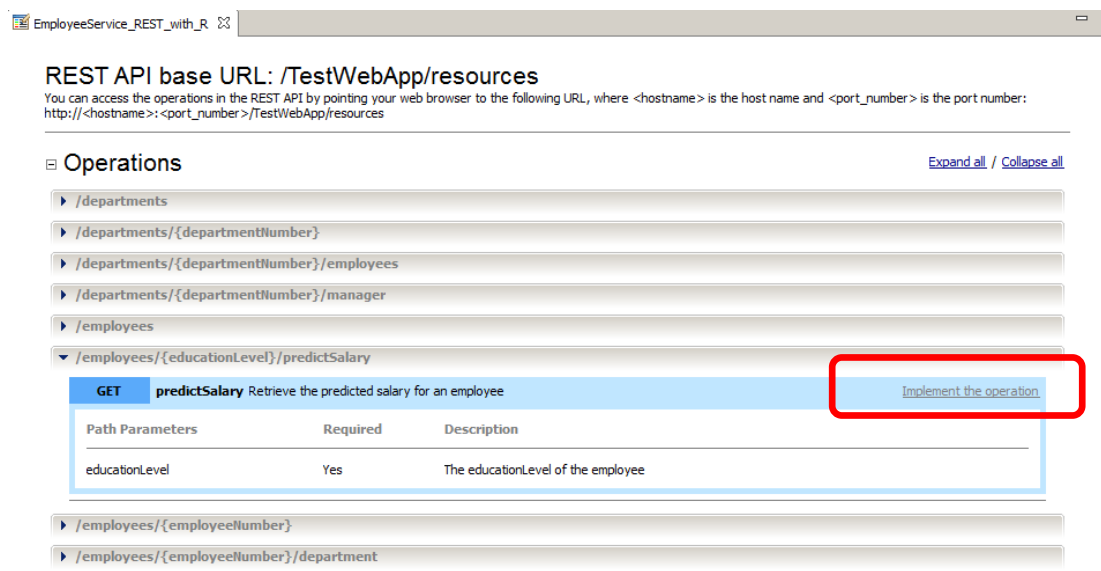 EmployeeService_REST_with_R
REST API base URL: /TestWebApp/resources
You can access the operations in the REST API by pointing your web browser to the following URL, where <hostname> is the host name and <port_number> is the port number:
http://<hostname>:<port_number>/TestWebApp/resources
Operations
Expand all / Collapse all
/departments
/departments/{departmentNumber}
/departments/{departmentNumber}/employees
/departments/{departmentNumber}/manager
/employees
/employees/{educationLevel}/predictSalary
GET predictSalary Retrieve the predicted salary for an employee Implement the operation
Path Parameters Required Description
educationLevel Yes The educationLevel of the employee
/employees/{employeeNumber}
/employees/{employeeNumber}/department